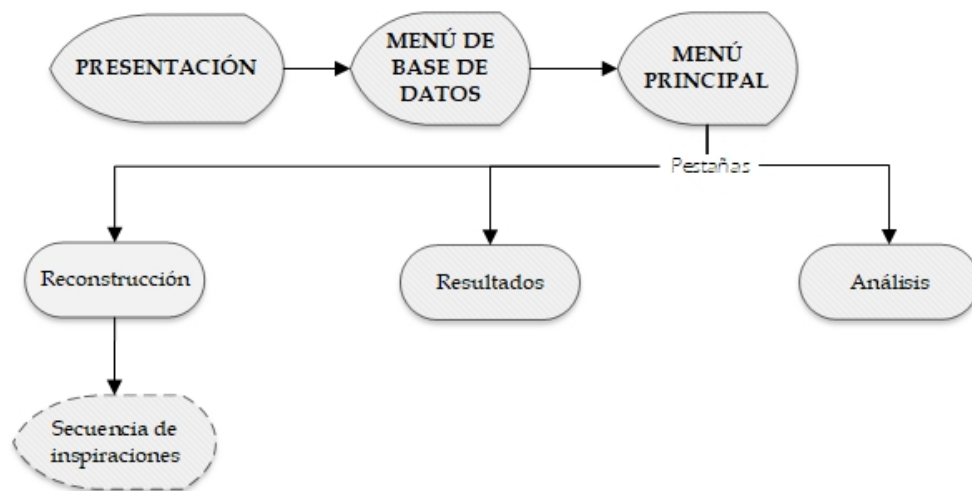 PRESENTACIÓN
MENÚ DE
BASE DE
DATOS
MENÚ
PRINCIPAL
Pestañas
Reconstrucción
Resultados
Análisis
Secuencia de
inspiraciones